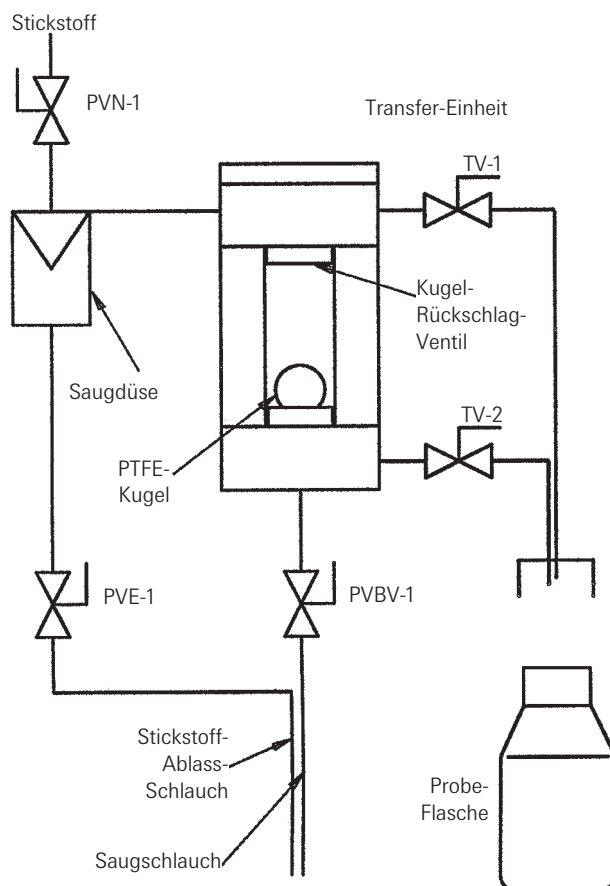 Stickstoff
PVN-1
Transfer-Einheit
TV-1
Kugel-
Rückschlag-
Ventil
Saugdüse
TV-2
PTFE-
Kugel
PVE-1
PVBV-1
Stickstoff-
Ablass-
Schlauch
Probe-
Flasche
Saugschlauch